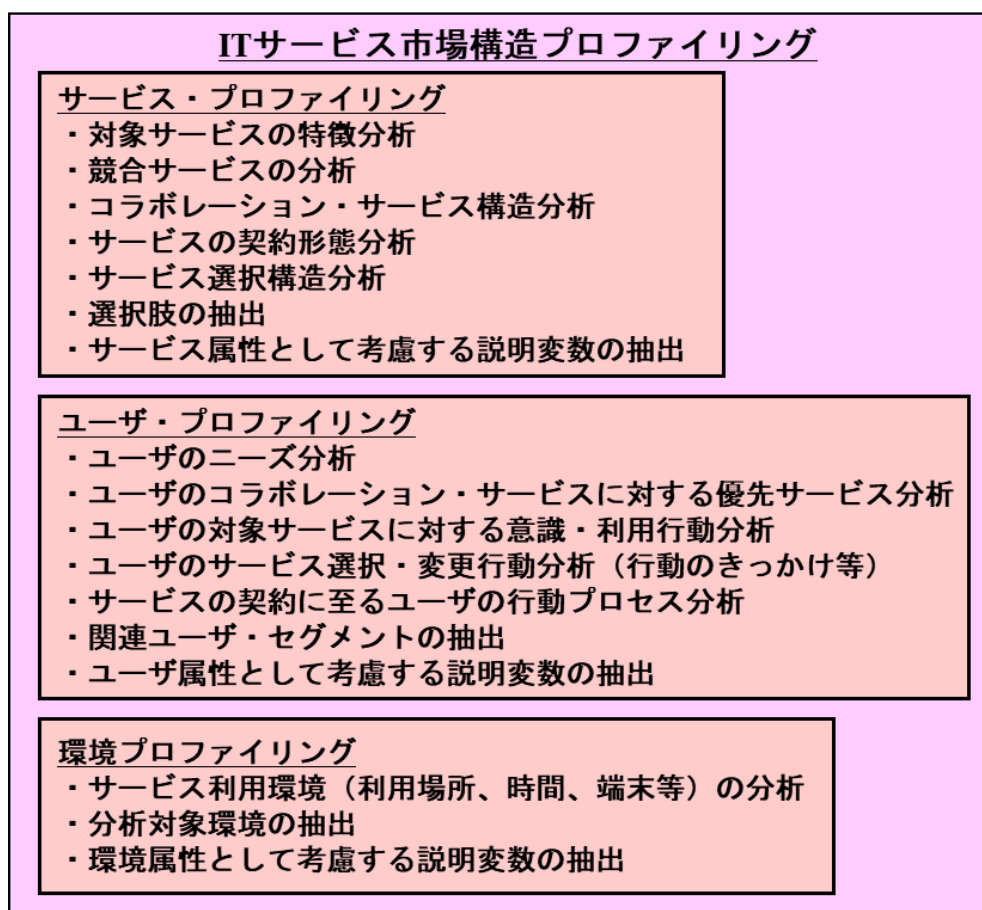 ITサービス市場構造プロファイリング
サービス・プロファイリング
・対象サービスの特徴分析
・競合サービスの分析
・コラボレーション・サービス構造分析
・サービスの契約形態分析
・サービス選択構造分析
・選択肢の抽出
・サービス属性として考慮する説明変数の抽出
ユーザ・プロファイリング
・ユーザのニーズ分析
・ユーザのコラボレーション・サービスに対する優先サービス分析
・ユーザの対象サービスに対する意識・利用行動分析
・ユーザのサービス選択・変更行動分析（行動のきっかけ等）
・サービスの契約に至るユーザの行動プロセス分析
・関連ユーザ・セグメントの抽出
・ユーザ属性として考慮する説明変数の抽出
環境プロファイリング
・サービス利用環境（利用場所、時間、端末等）の分析
・分析対象環境の抽出
・環境属性として考慮する説明変数の抽出